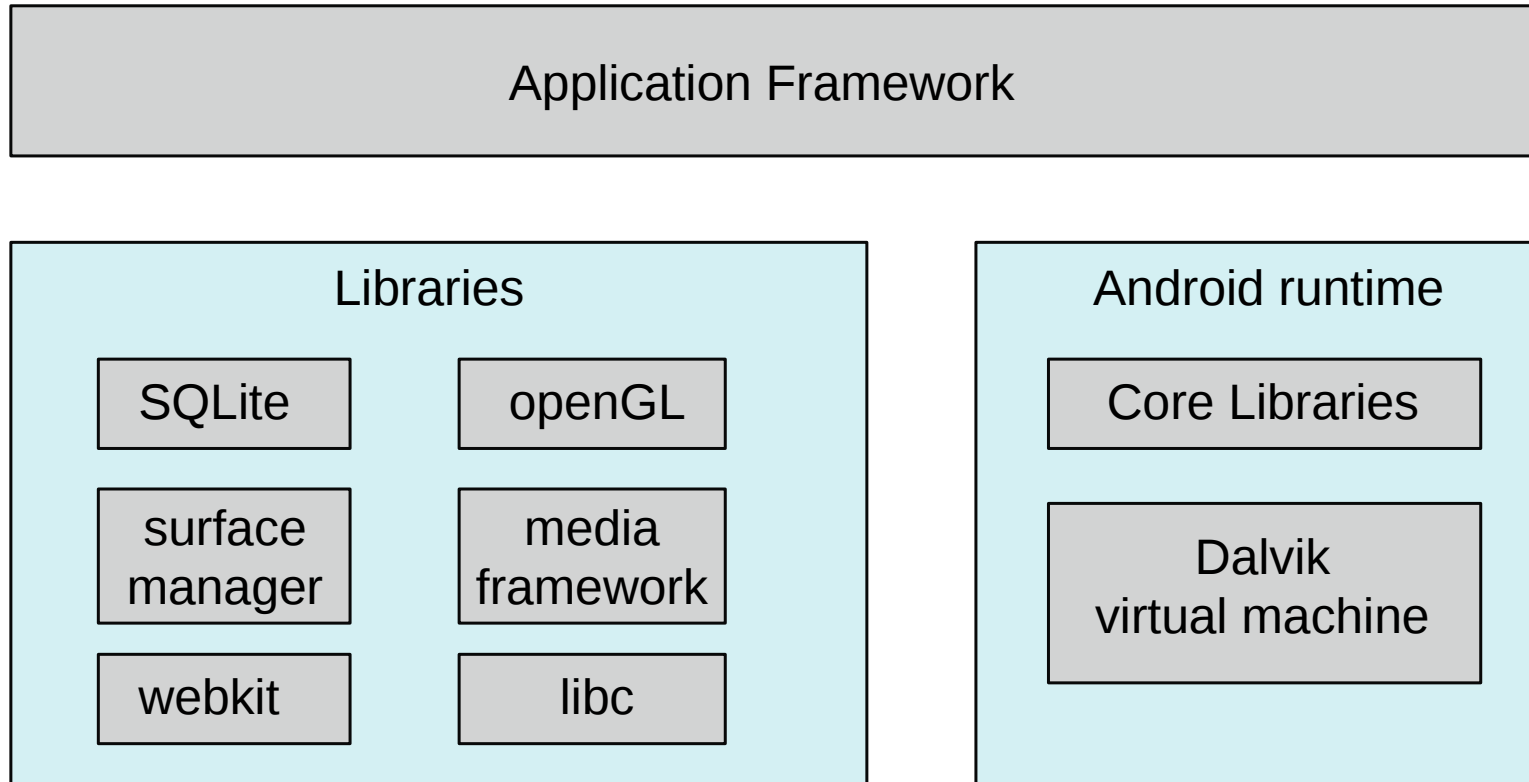 Application Framework
Libraries
SQLite
openGL
surface
manager
media
framework
webkit
libc
Android runtime
Core Libraries
Dalvik
virtual machine